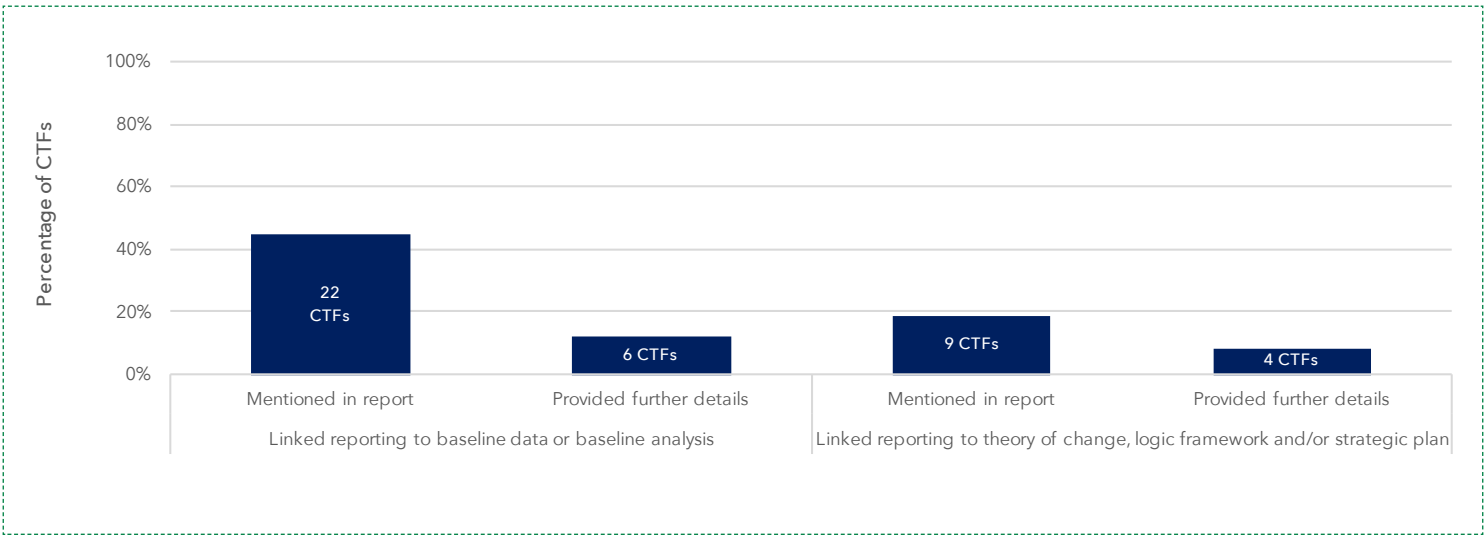 Percentage of CTFs
100%
80%
60%
40%
20%
0%
22
CTFs
6 CTFs
9 CTFs
4 CTFs
Mentioned in report
Provided further details
Mentioned in report
Provided further details
Linked reporting to baseline data or baseline analysis
Linked reporting to theory of change, logic framework and/or strategic plan